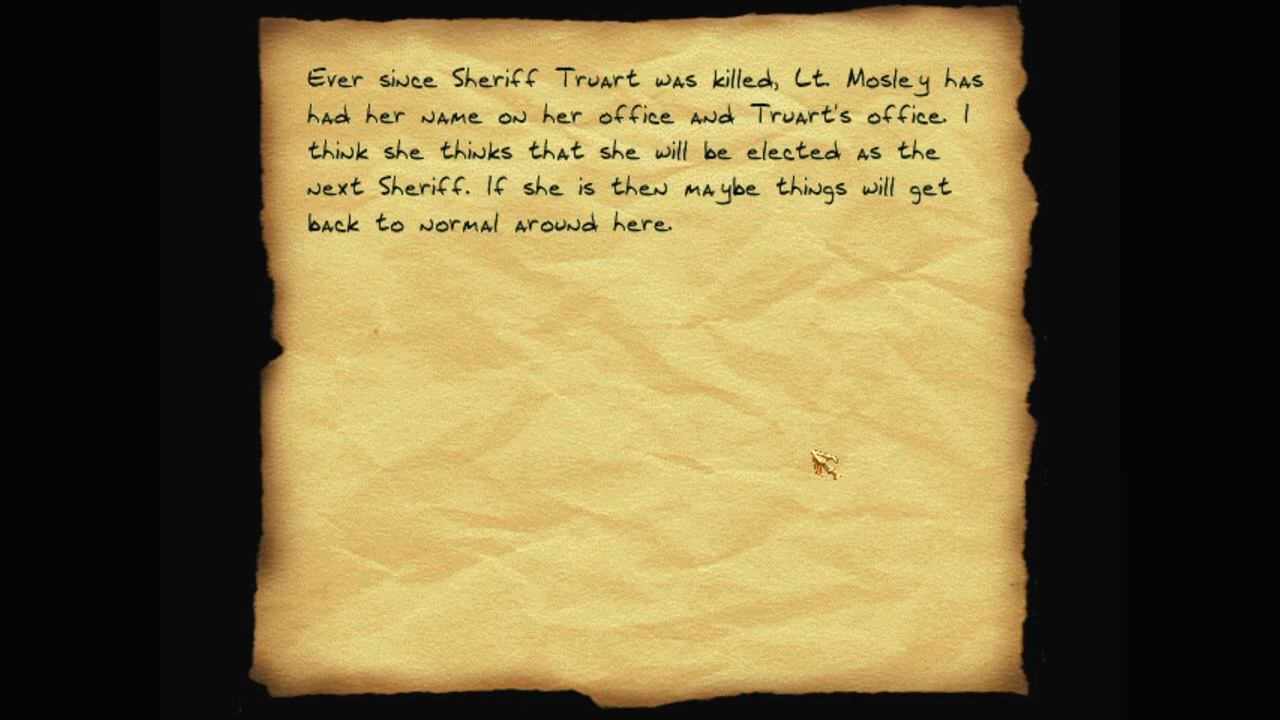 Ever since Sheriff Truart was killed, Lt. Mosley has
had her name on her office and Truart's office. I
think she thinks that she will be elected as the
next Sheriff. If she is then maybe things will get
back to normal around here.